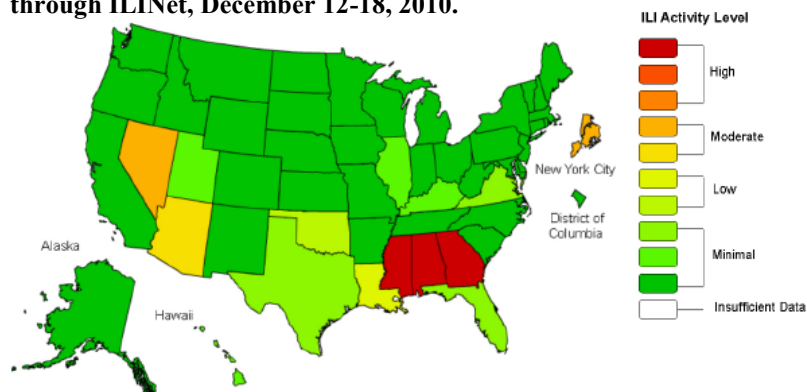 through ILINet, December 12-18, 2010.
ILI Activity Level
High
Moderate
New York City
Low
District of
Columbia
Alaska
Minimal
Hawaii
Insufficient Data